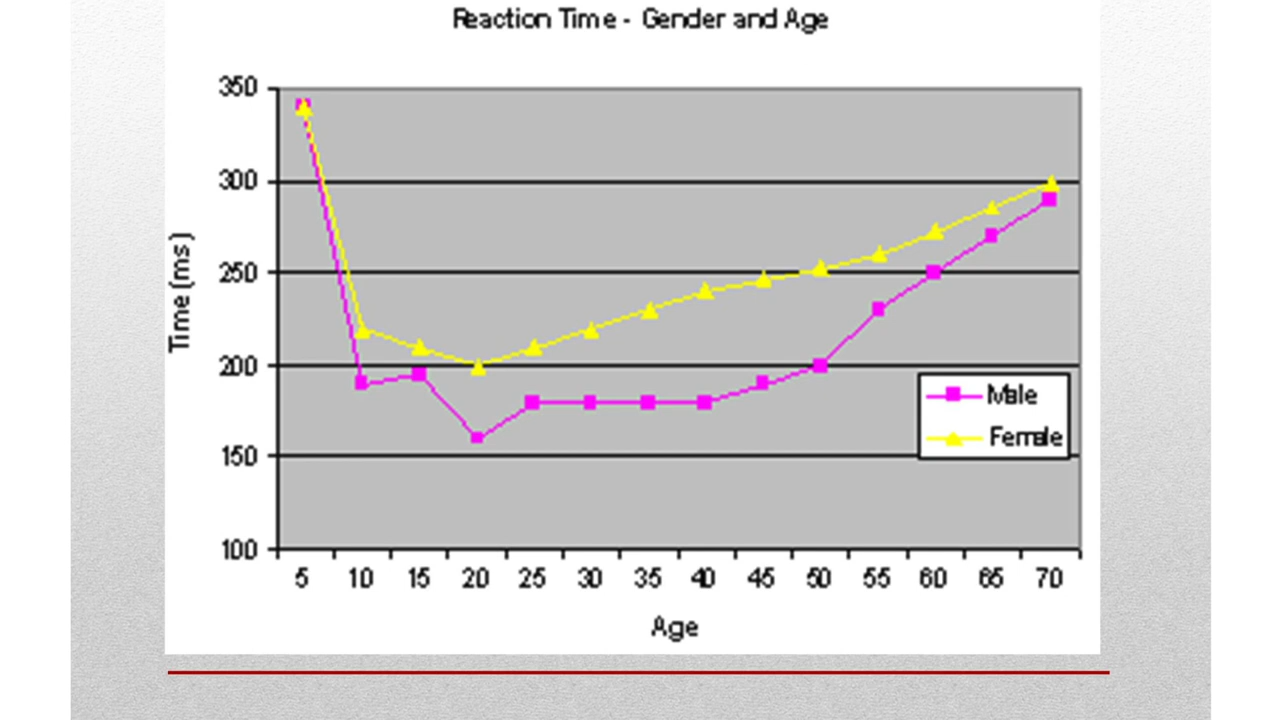 Reaction Time - Gender and Age
350
300
250
200
150
100
Time (ms)
5 10 15 20 25 30 35 40 45 50 55 60 65 70
Age
Male
Female